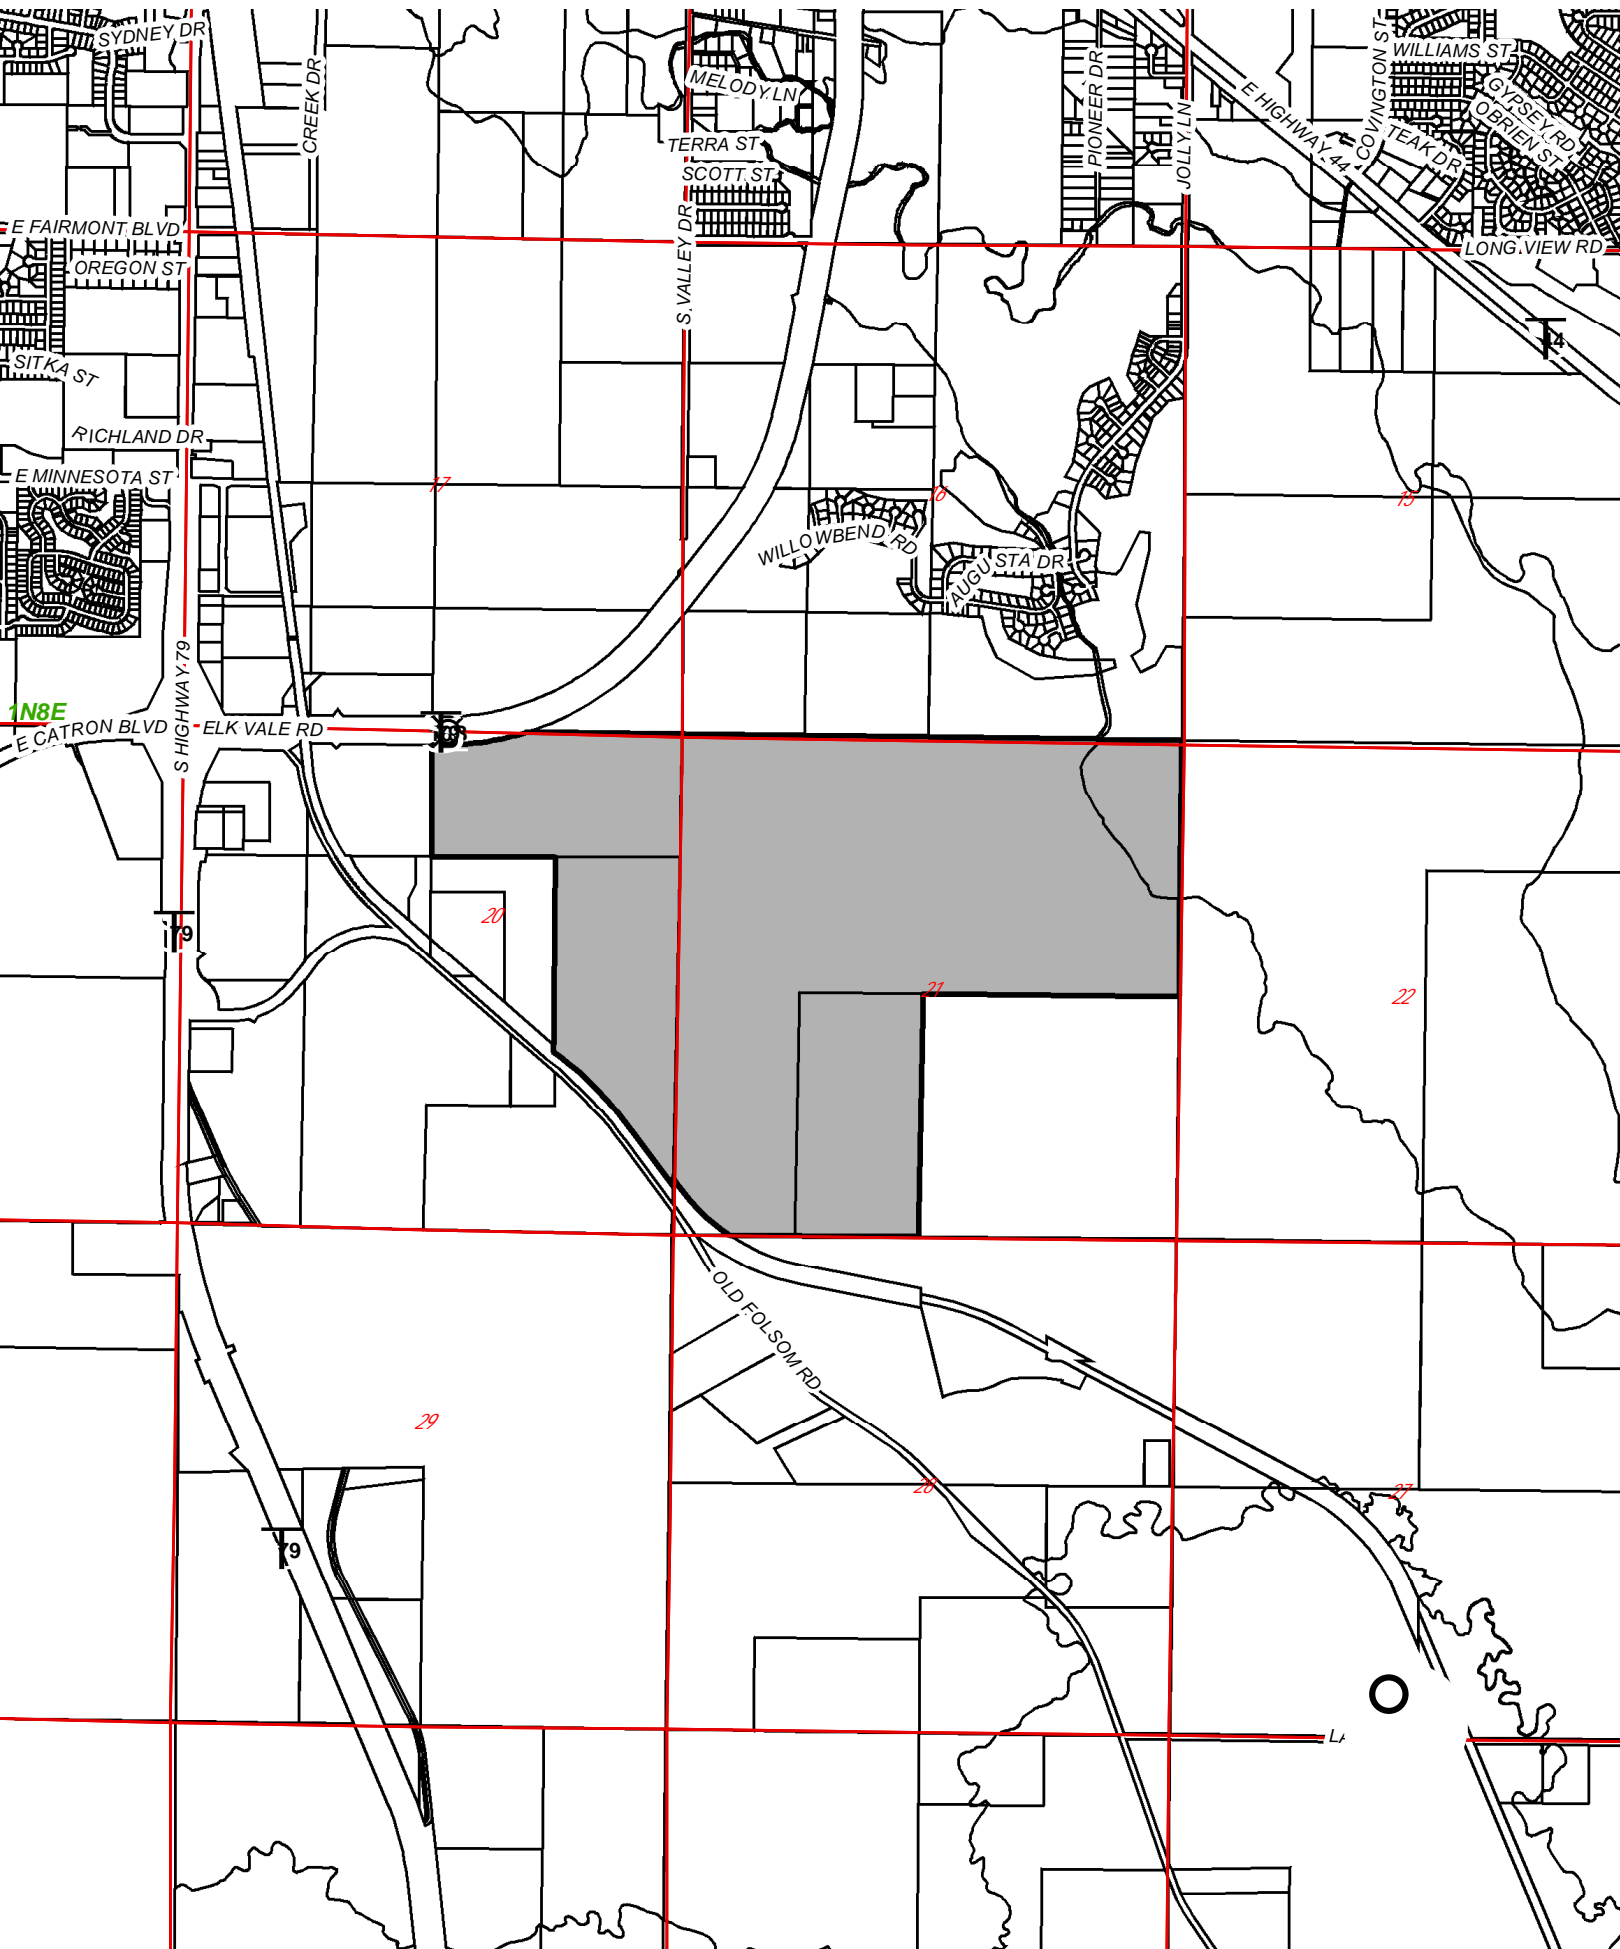 SYDNEY DR
CREEK DR
MELODY LN
TERRA ST
SCOTT ST
S VALLEY DR
PIONEER DR
JOLLY LN
E HIGHWAY 44
COVINGTON ST
WILLIAMS ST
GYPSEY RD
OBRIEN ST
TEAK DR
LONG VIEW RD
E FAIRMONT BLVD
OREGON ST
SITKA ST
RICHLAND DR
E MINNESOTA ST
44
17
16
15
WILLOWBEND RD
AUGUSTA DR
S HIGHWAY 79
1N8E
E CATRON BLVD
ELK VALE RD
79
20
21
22
OLD FOLSOM RD
29
28
27
79